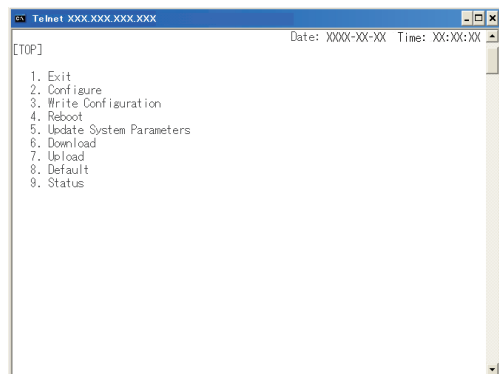 Telnet XXX.XXX.XXX.XXX
Date: XXXX-XX-XX Time: XX:XX:XX
[TOP]
1. Exit
2. Configure
3. Write Configuration
4. Reboot
5. Update System Parameters
6. Download
7. Upload
8. Default
9. Status